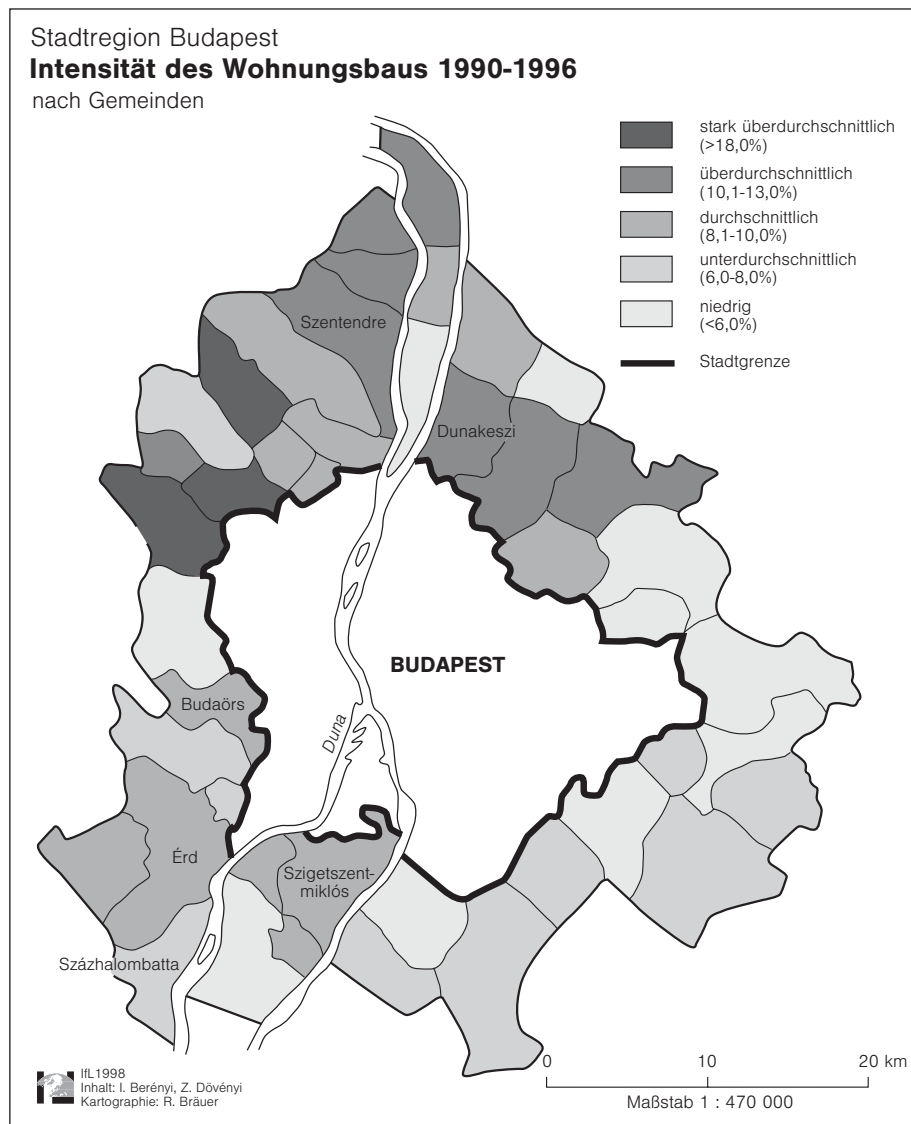 Stadtregion Budapest
Intensität des Wohnungsbaus 1990-1996
nach Gemeinden
stark überdurchschnittlich
(>18,0%)
überdurchschnittlich
(10,1-13,0%)
durchschnittlich
(8,1-10,0%)
unterdurchschnittlich
(6,0-8,0%)
niedrig
(<6,0%)
Stadtgrenze
Szentendre
Dunakeszi
BUDAPEST
Budaörs
Duna
Érd
Szigetszent-
miklós
Százhalombatta
IfL1998
Inhalt: I. Berényi, Z. Dövényi
Kartographie: R. Bräuer
0 10 20 km
Maßstab 1 : 470 000